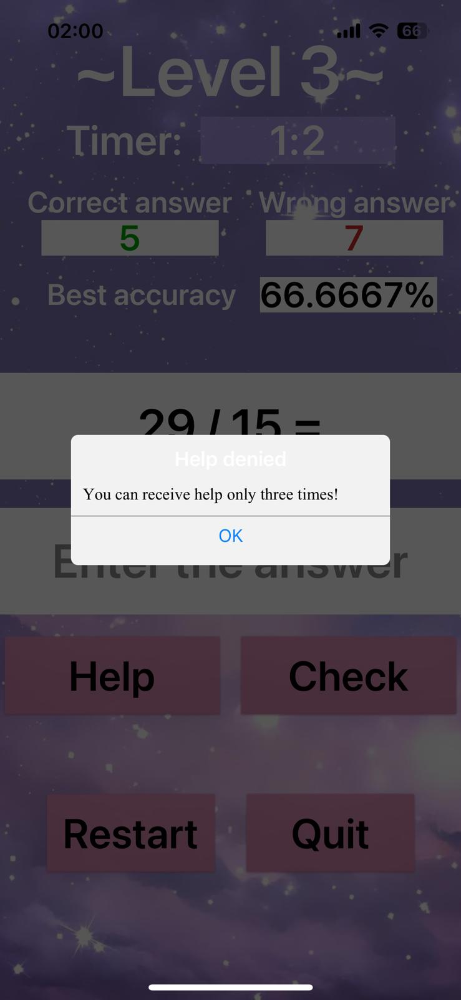 02:00 66
~Level 3~
Timer: 1:2
Correct answer Wrong answer
5 7
Best accuracy 66.6667%
29 / 15 =
Help denied
You can receive help only three times!
OK
Enter the answer
Help Check
Restart Quit